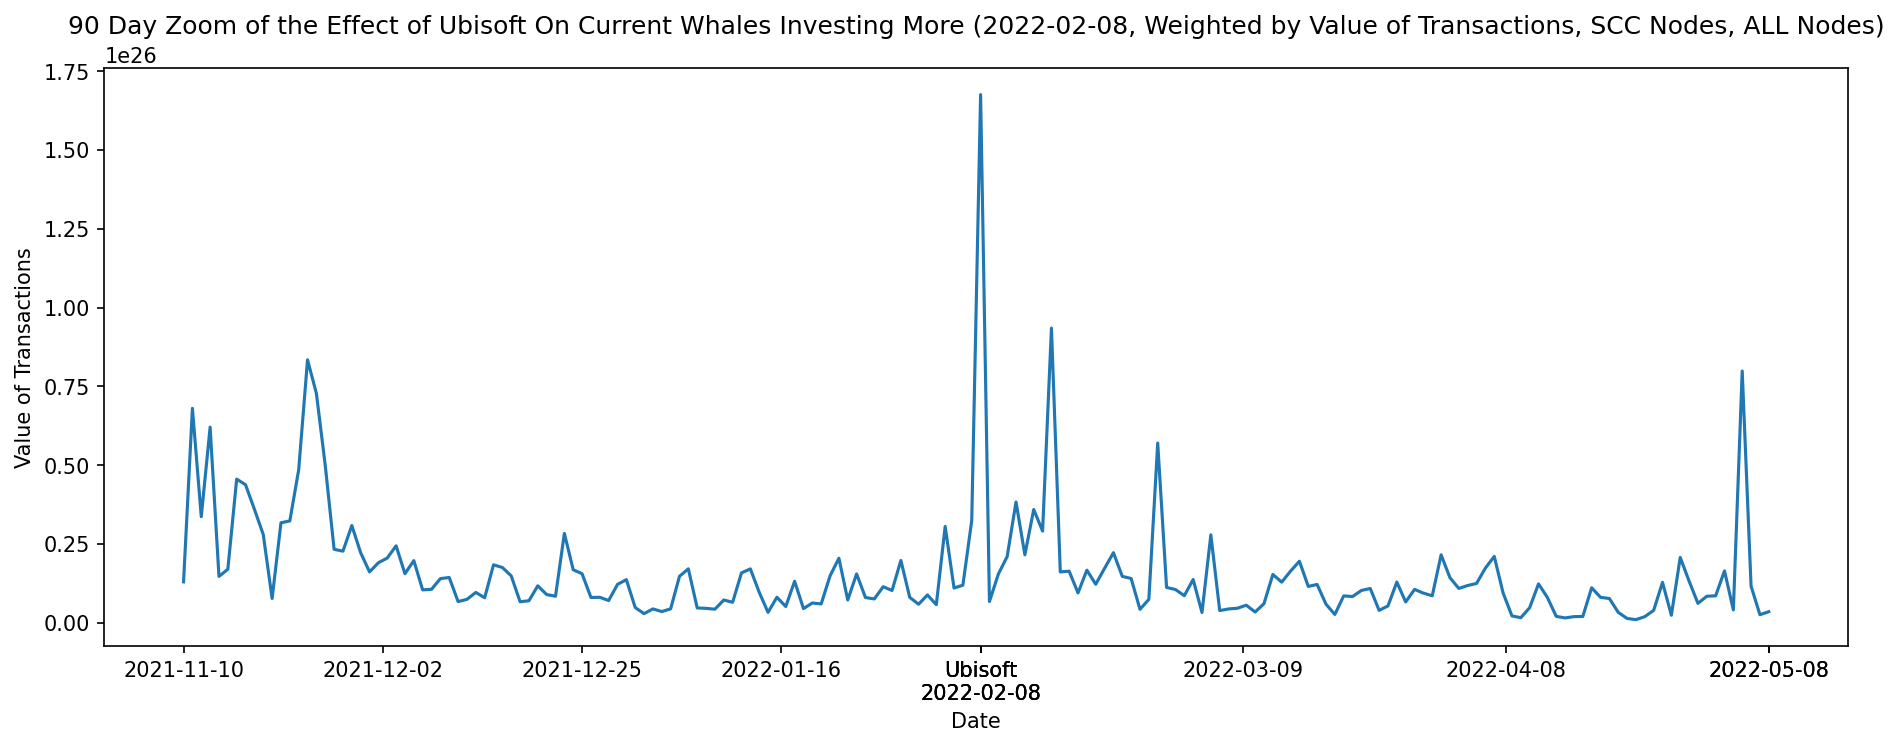 90 Day Zoom of the Effect of Ubisoft On Current Whales Investing More (2022-02-08, Weighted by Value of Transactions, SCC Nodes, ALL Nodes)
1e26
1.75
1.50
1.25
1.00
0.75
0.50
0.25
0.00
Value of Transactions
2021-11-10 2021-12-02 2021-12-25 2022-01-16 Ubisoft 2022-03-09 2022-04-08 2022-05-08
2022-02-08
Date